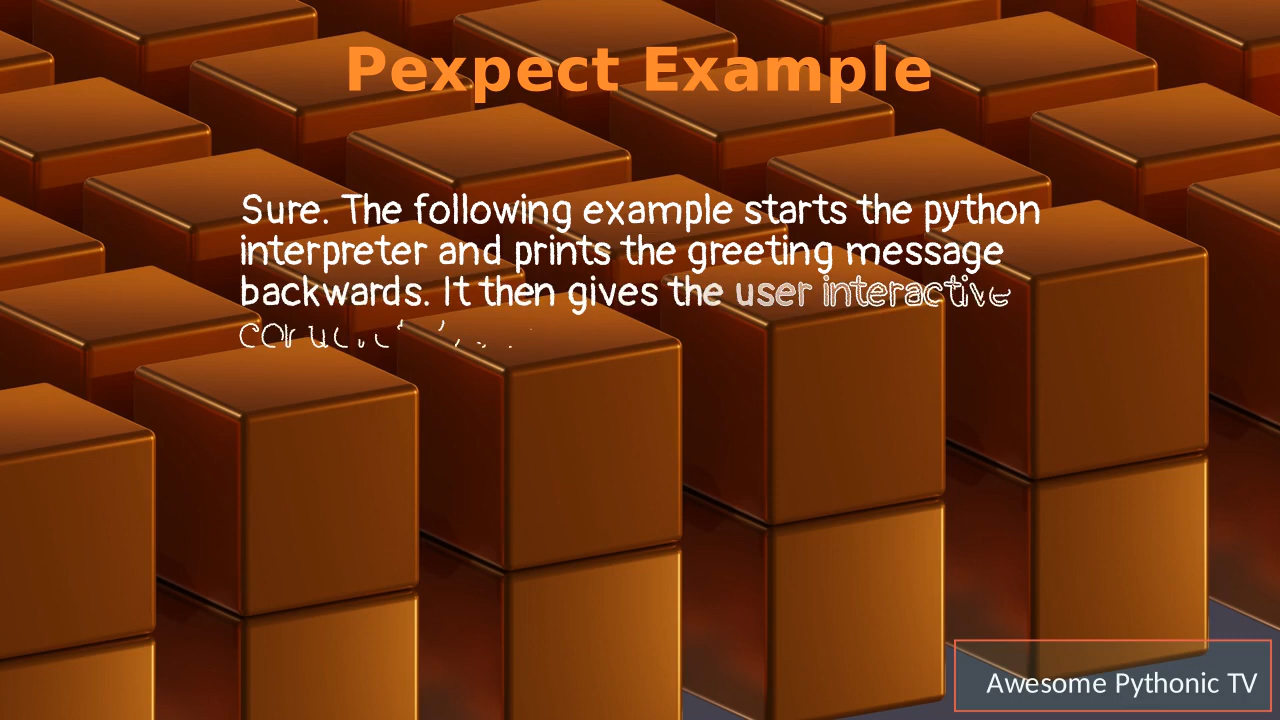 Pexpect Example
Sure. The following example starts the python
interpreter and prints the greeting message
backwards. It then gives the user interactive
Awesome Pythonic TV